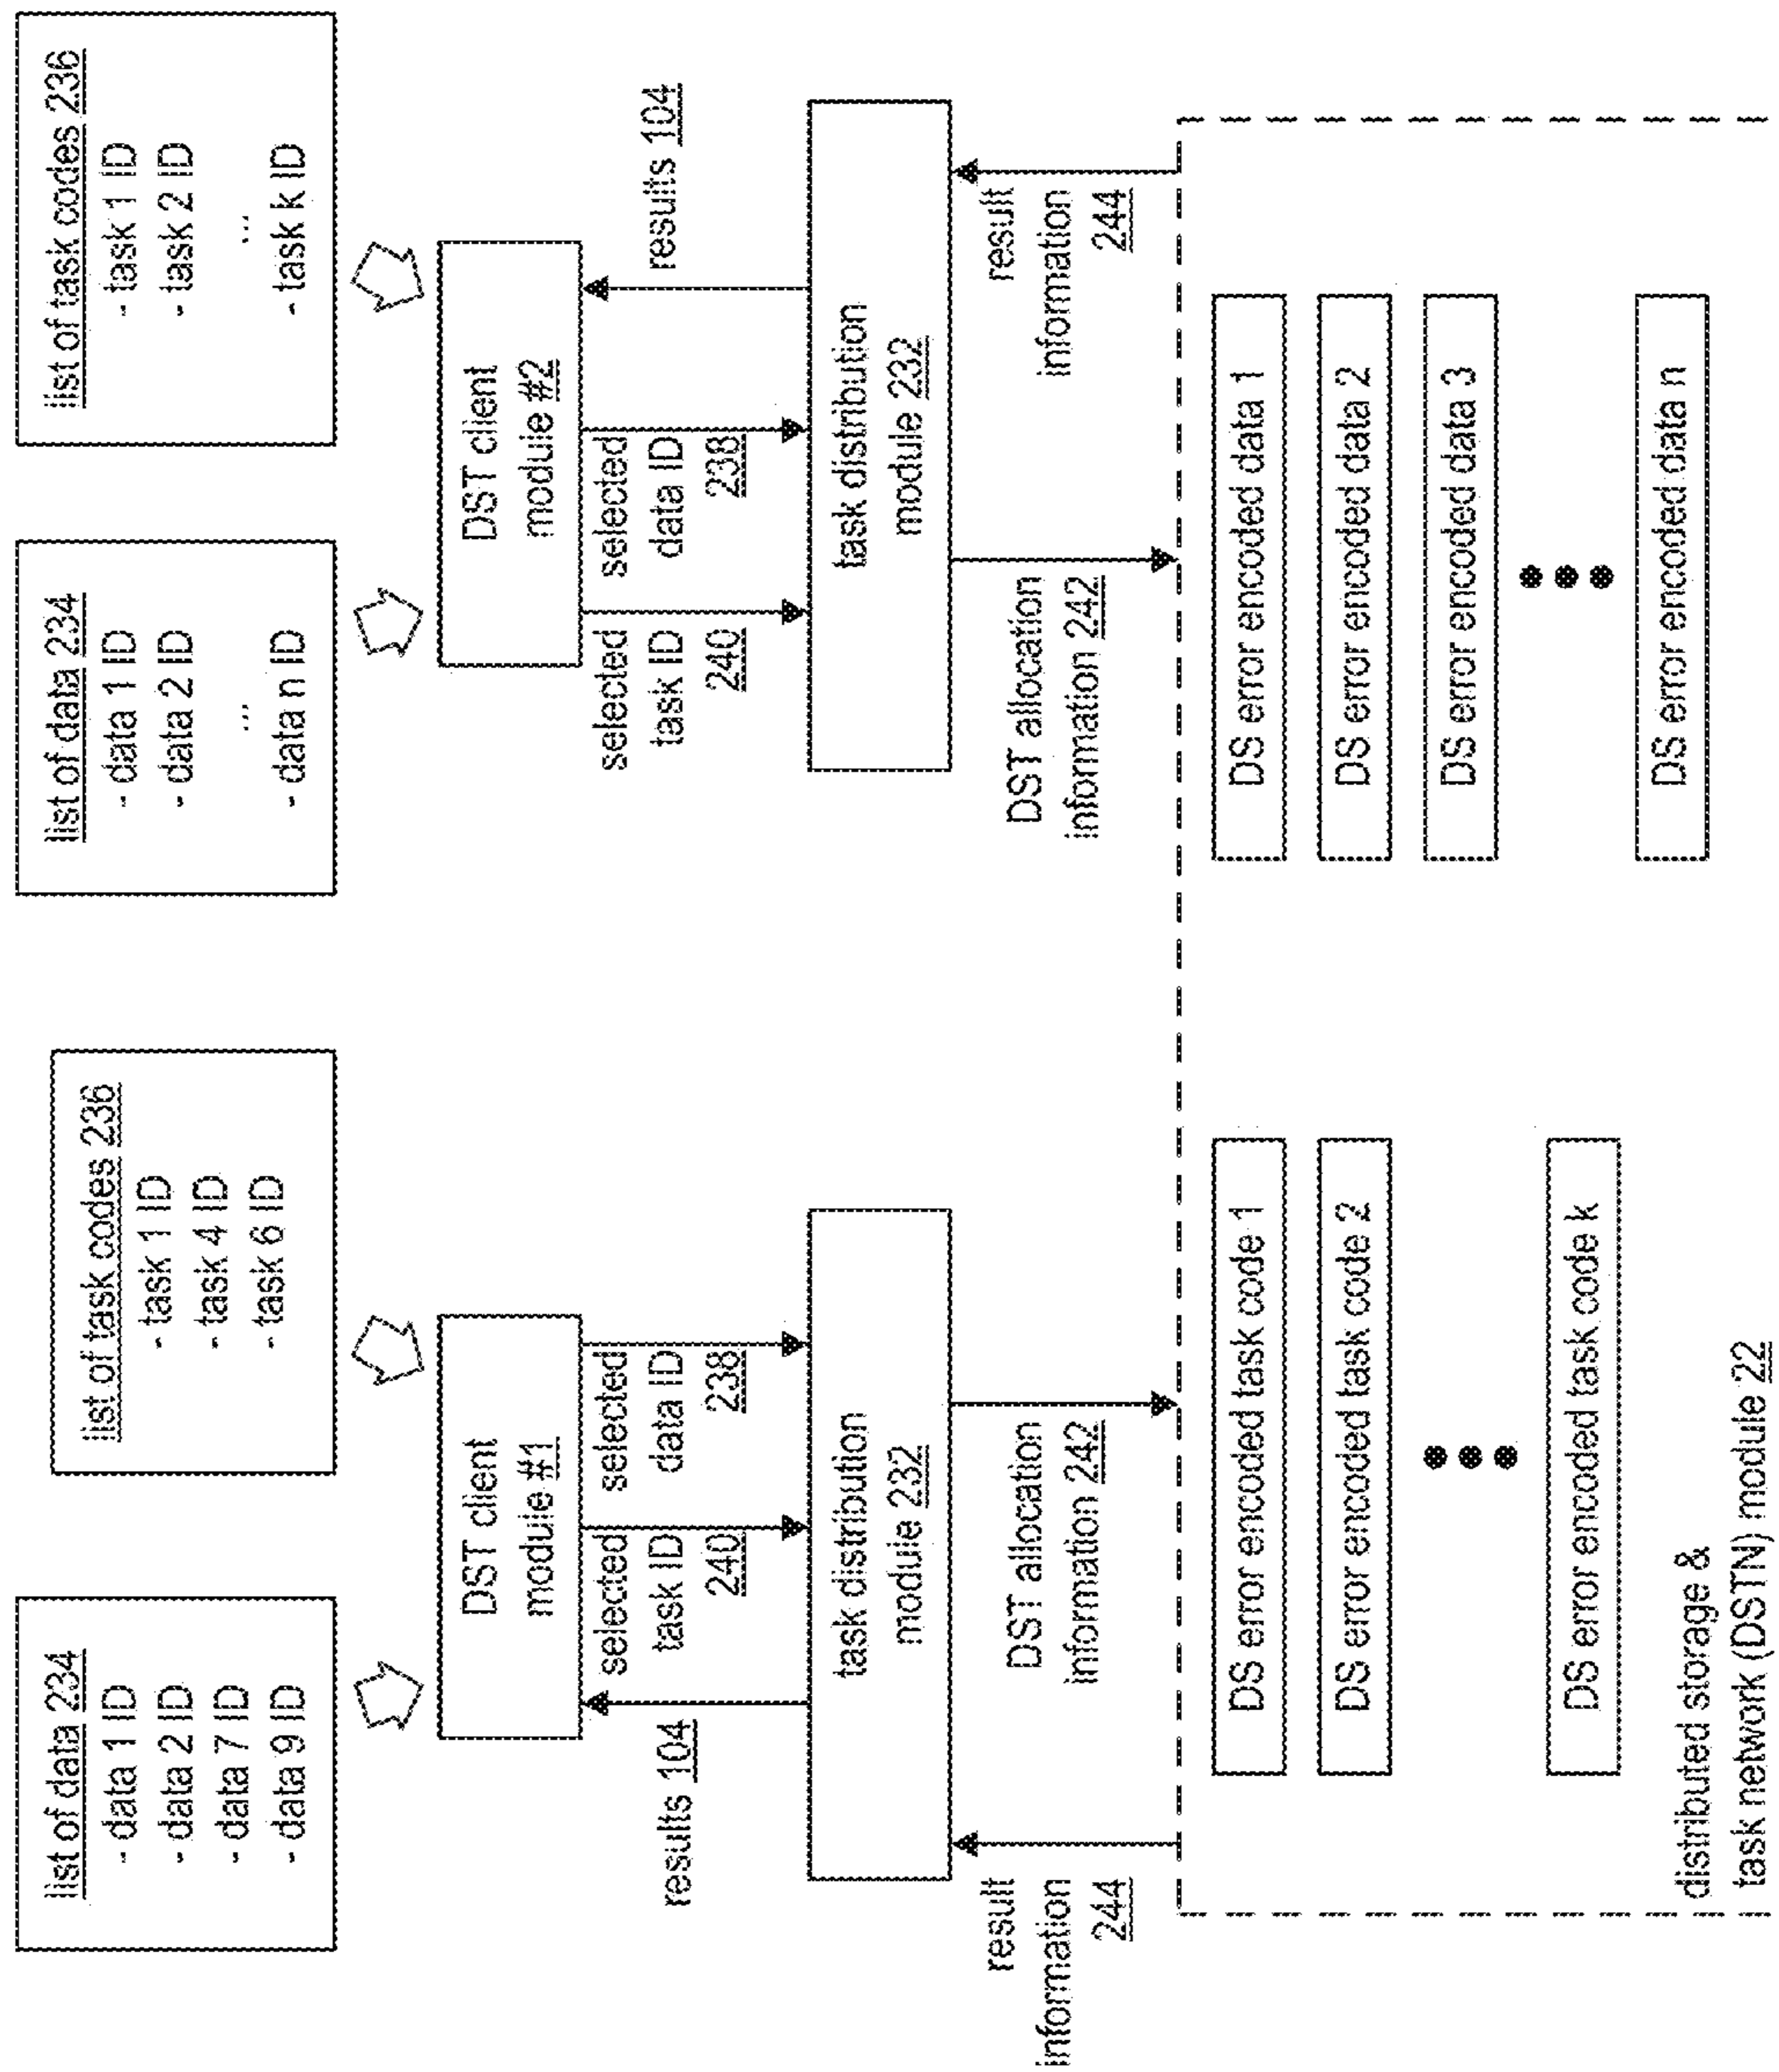 list of data 234
- data 1 ID
- data 2 ID
- data 7 ID
- data 9 ID
list of task codes 236
- task 1 ID
- task 4 ID
- task 6 ID
list of data 234
- data 1 ID
- data 2 ID
...
- data n ID
list of task codes 236
- task 1 ID
- task 2 ID
...
- task k ID
DST client
module #1
DST client
module #2
results 104
selected
task ID
240
selected
data ID
238
selected
task ID
240
selected
data ID
238
results 104
task distribution
module 232
task distribution
module 232
result
information
244
DST allocation
information 242
DST allocation
information 242
result
information
244
DS error encoded task code 1
DS error encoded task code 2
DS error encoded task code k
DS error encoded data 1
DS error encoded data 2
DS error encoded data 3
DS error encoded data n
distributed storage &
task network (DSTN) module 22